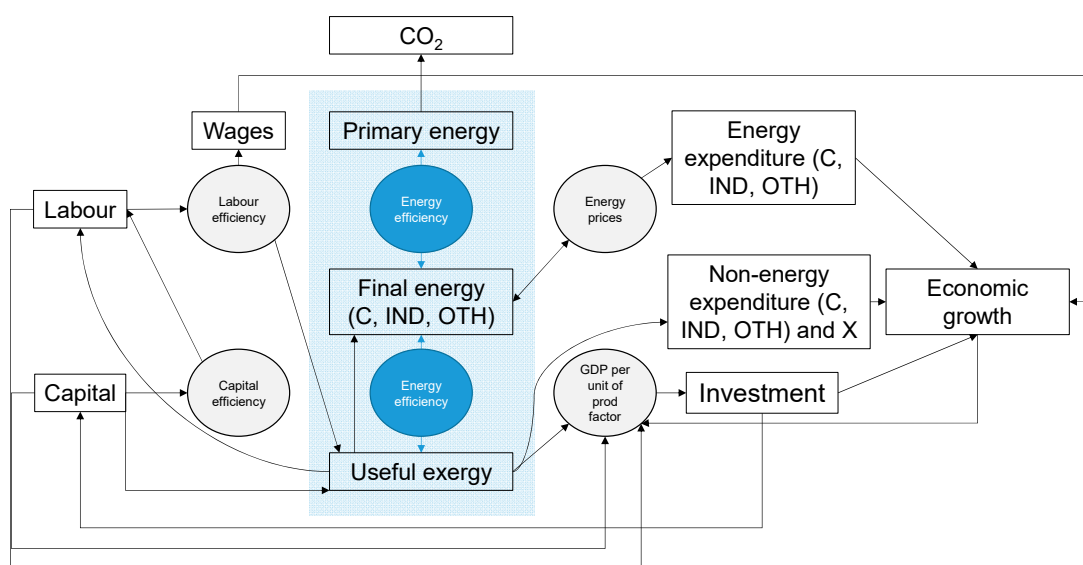 CO₂
Wages
Primary energy
Energy
expenditure (C,
IND, OTH)
Labour
Labour
efficiency
Energy
efficiency
Energy
prices
Final energy
(C, IND, OTH)
Non-energy
expenditure (C,
IND, OTH) and X
Economic
growth
Capital
Capital
efficiency
Energy
efficiency
GDP per
unit of
prod
factor
Investment
Useful exergy